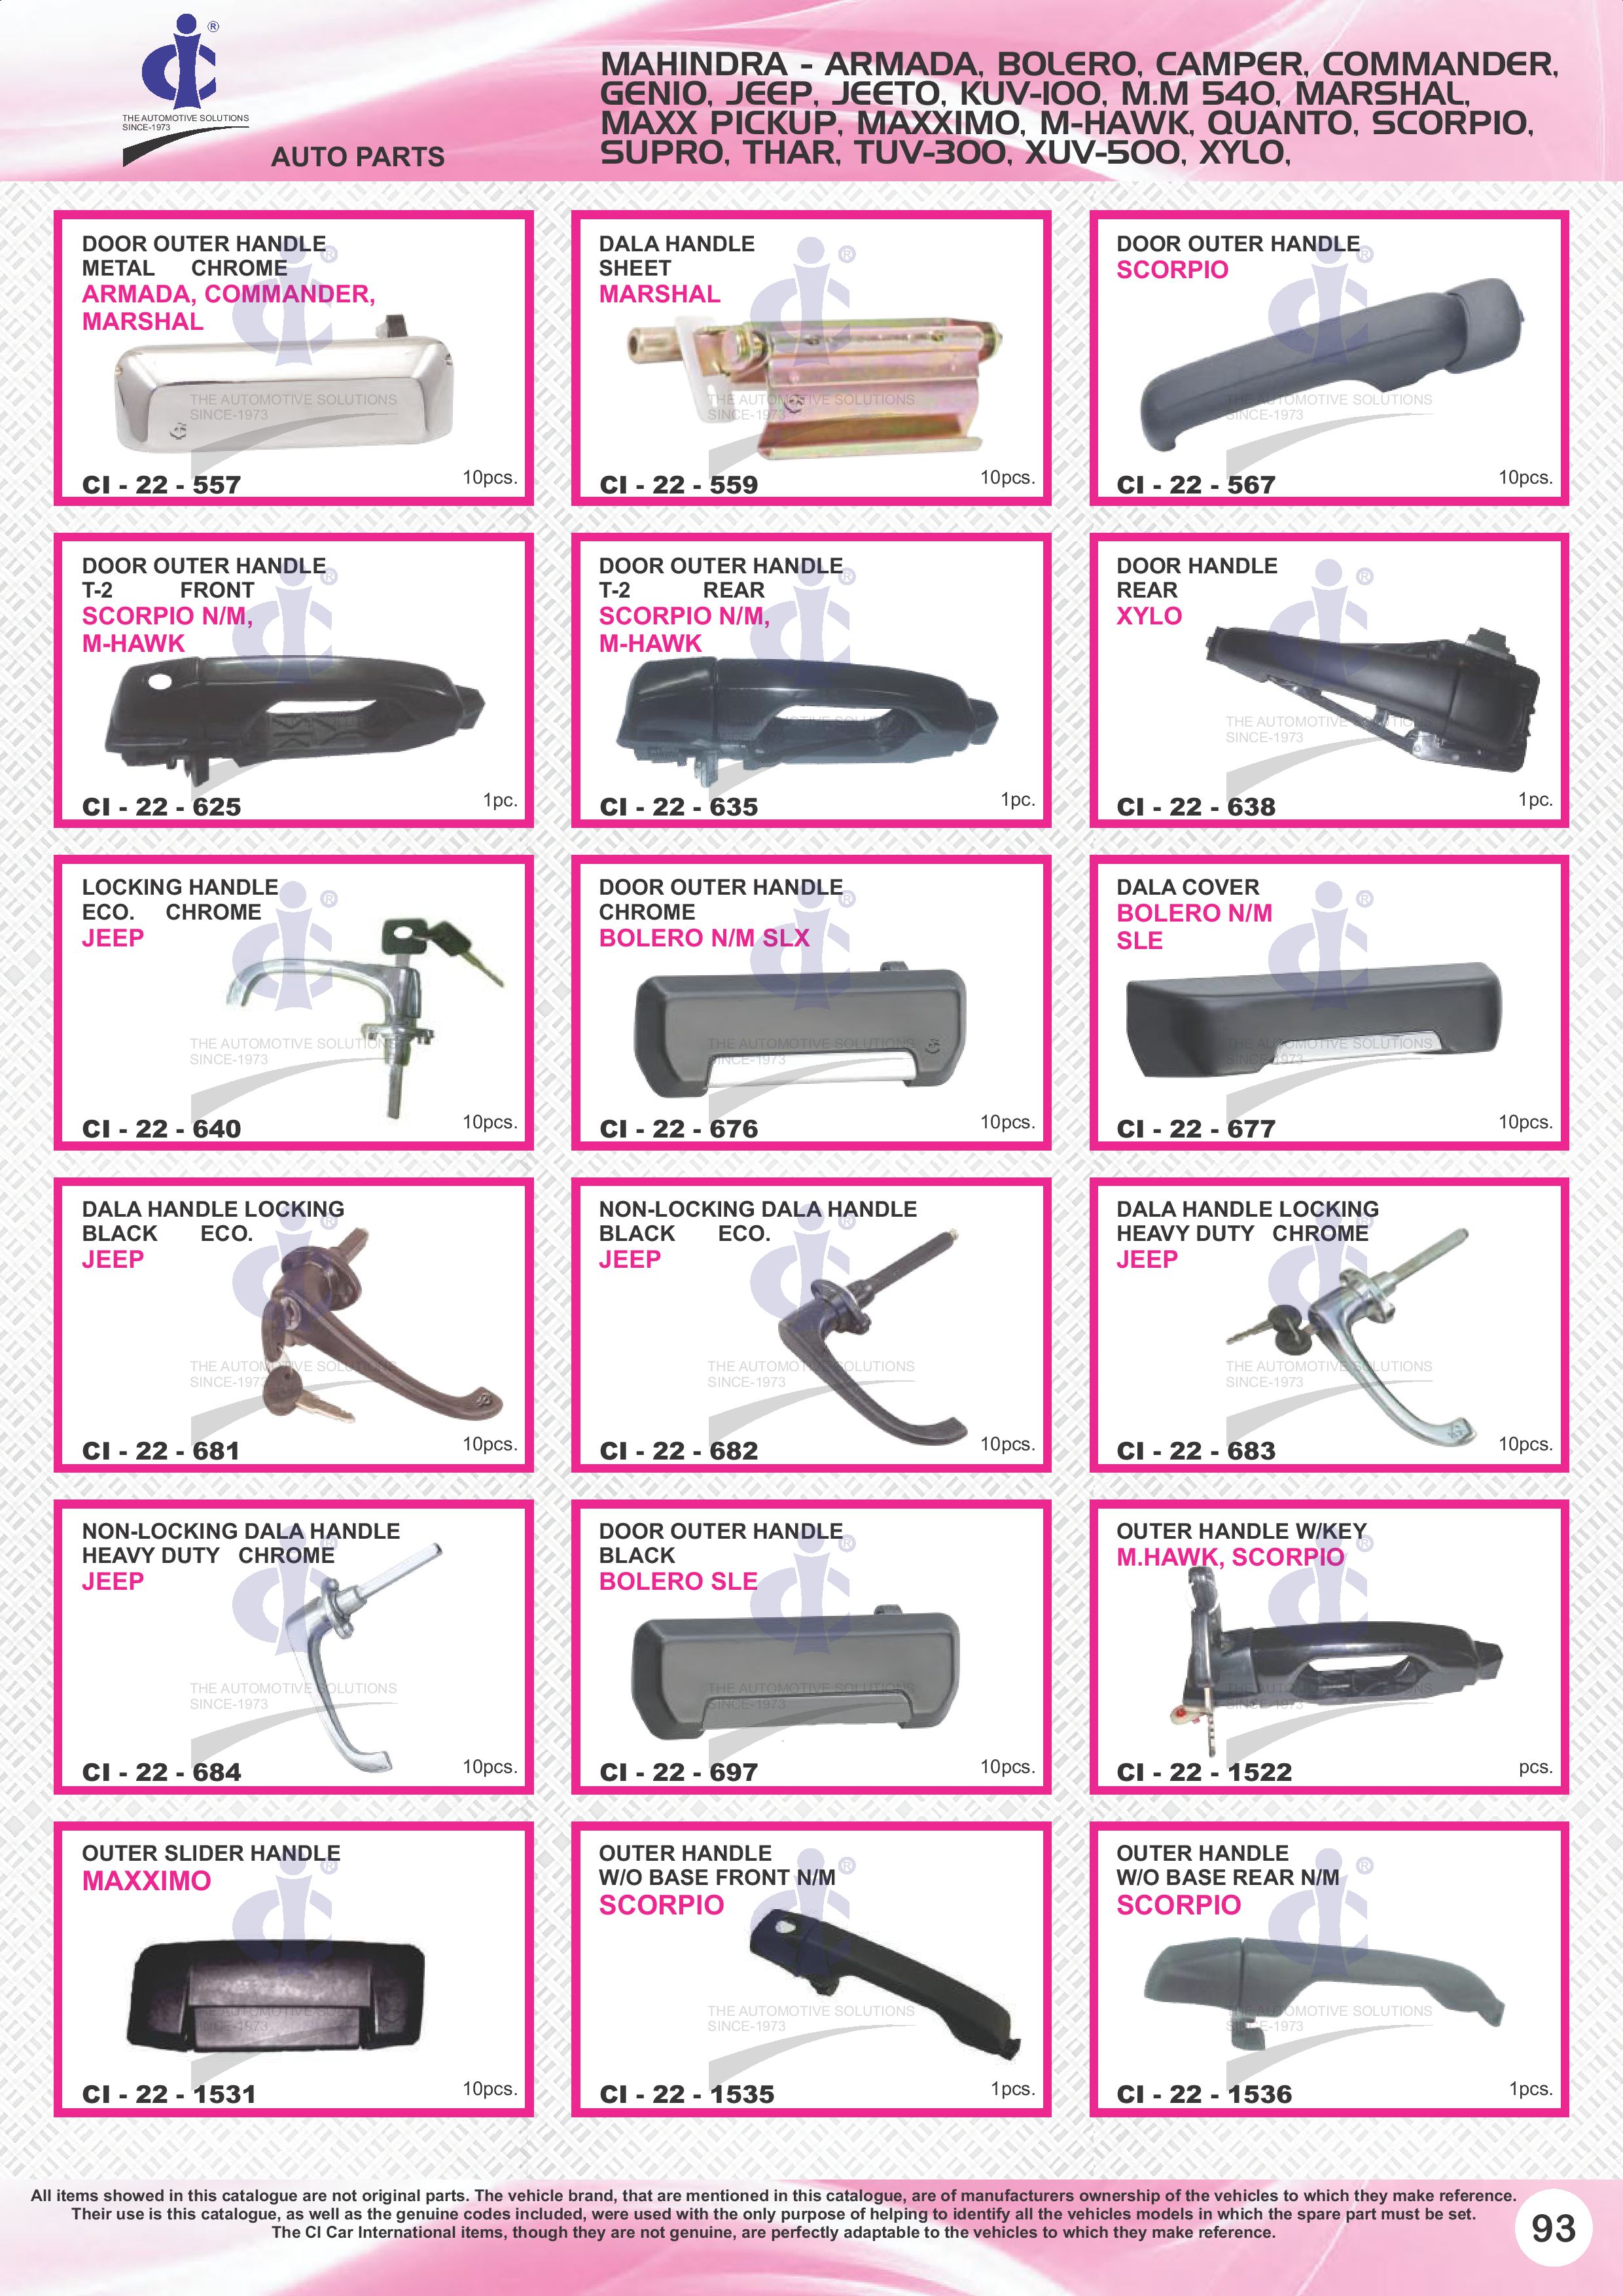 THE AUTOMOTIVE SOLUTIONS
SINCE-1973
AUTO PARTS
MAHINDRA - ARMADA, BOLERO, CAMPER, COMMANDER,
GENIO, JEEP, JEETO, KUV-100, M.M 540, MARSHAL,
MAXX PICKUP, MAXXIMO, M-HAWK, QUANTO, SCORPIO,
SUPRO, THAR, TUV-300, XUV-500, XYLO,
DOOR OUTER HANDLE
METAL CHROME
ARMADA, COMMANDER,
MARSHAL
CI - 22 - 557
10pcs.
DALA HANDLE
SHEET
MARSHAL
CI - 22 - 559
10pcs.
DOOR OUTER HANDLE
SCORPIO
CI - 22 - 567
10pcs.
DOOR OUTER HANDLE
T-2 FRONT
SCORPIO N/M,
M-HAWK
CI - 22 - 625
1pc.
DOOR OUTER HANDLE
T-2 REAR
SCORPIO N/M,
M-HAWK
CI - 22 - 635
1pc.
DOOR HANDLE
REAR
XYLO
CI - 22 - 638
1pc.
LOCKING HANDLE
ECO. CHROME
JEEP
CI - 22 - 640
10pcs.
DOOR OUTER HANDLE
CHROME
BOLERO N/M SLX
CI - 22 - 676
10pcs.
DALA COVER
BOLERO N/M
SLE
CI - 22 - 677
10pcs.
DALA HANDLE LOCKING
BLACK ECO.
JEEP
CI - 22 - 681
10pcs.
NON-LOCKING DALA HANDLE
BLACK ECO.
JEEP
CI - 22 - 682
10pcs.
DALA HANDLE LOCKING
HEAVY DUTY CHROME
JEEP
CI - 22 - 683
10pcs.
NON-LOCKING DALA HANDLE
HEAVY DUTY CHROME
JEEP
CI - 22 - 684
10pcs.
DOOR OUTER HANDLE
BLACK
BOLERO SLE
CI - 22 - 697
10pcs.
OUTER HANDLE W/KEY
M.HAWK, SCORPIO
CI - 22 - 1522
pcs.
OUTER SLIDER HANDLE
MAXXIMO
CI - 22 - 1531
10pcs.
OUTER HANDLE
W/O BASE FRONT N/M
SCORPIO
CI - 22 - 1535
1pcs.
OUTER HANDLE
W/O BASE REAR N/M
SCORPIO
CI - 22 - 1536
1pcs.
All items showed in this catalogue are not original parts. The vehicle brand, that are mentioned in this catalogue, are of manufacturers ownership of the vehicles to which they make reference.
Their use is this catalogue, as well as the genuine codes included, were used with the only purpose of helping to identify all the vehicles models in which the spare part must be set.
The CI Car International items, though they are not genuine, are perfectly adaptable to the vehicles to which they make reference.
93